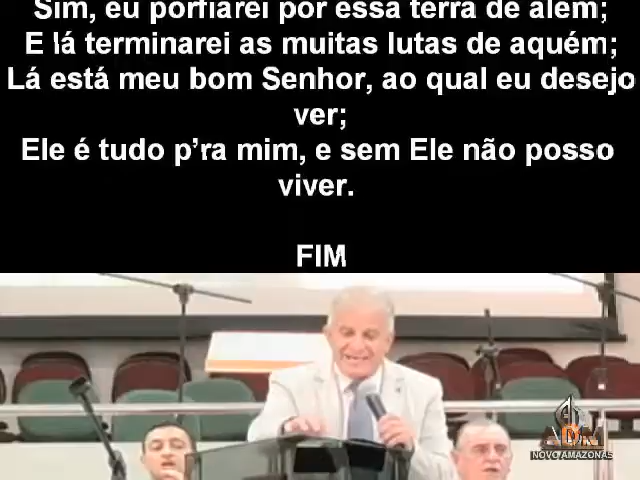 Sim, eu porfiarei por essa terra de além;
E lá terminarei as muitas lutas de aquém;
Lá está meu bom Senhor, ao qual eu desejo
ver;
Ele é tudo p'ra mim, e sem Ele não posso
viver.
FIM
NOVO AMAZONAS